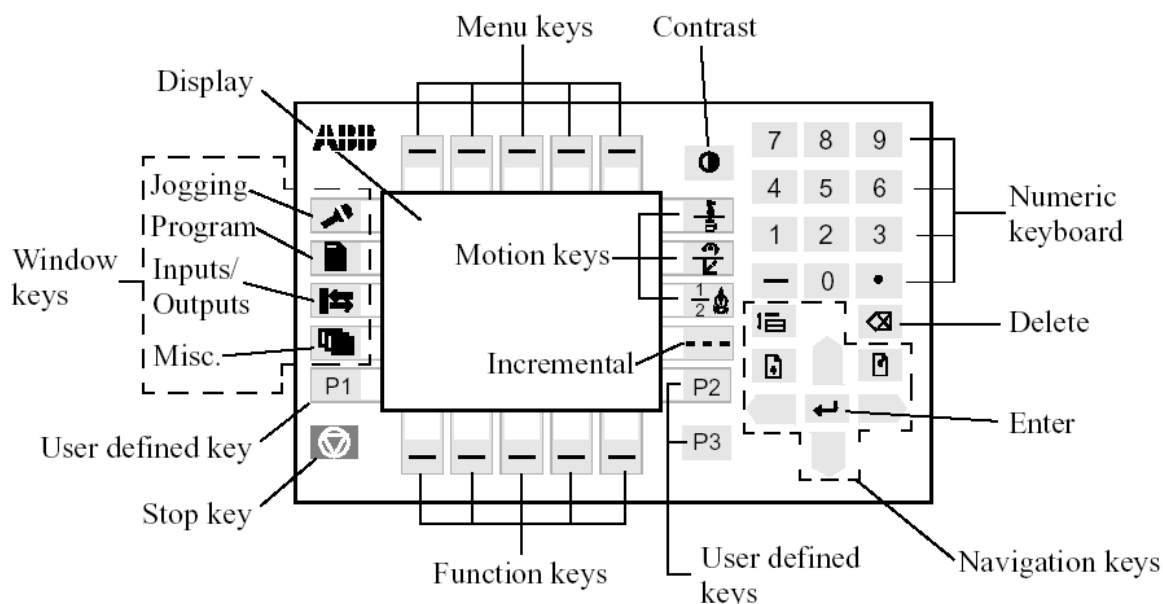 Menu keys
Contrast
Display
ABB
7 8 9
4 5 6
1 2 3
0
Jogging
Program
Inputs/
Outputs
Misc.
Window
keys
Motion keys
1
2
Incremental
Numeric
keyboard
Delete
P1
P2
P3
User defined key
Enter
Stop key
Function keys
User defined
keys
Navigation keys